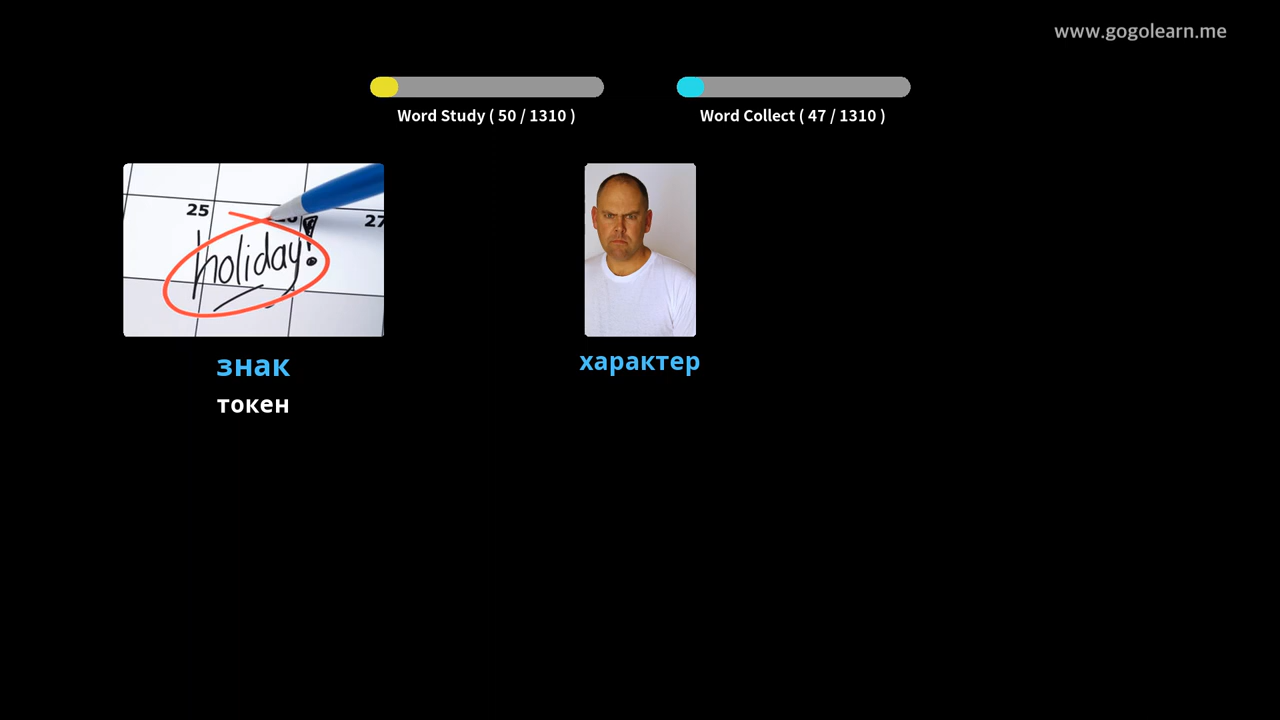 www.gogolearn.me
Word Study ( 50 / 1310 )
Word Collect ( 47 / 1310 )
25
27
holiday!
знак
токен
характер